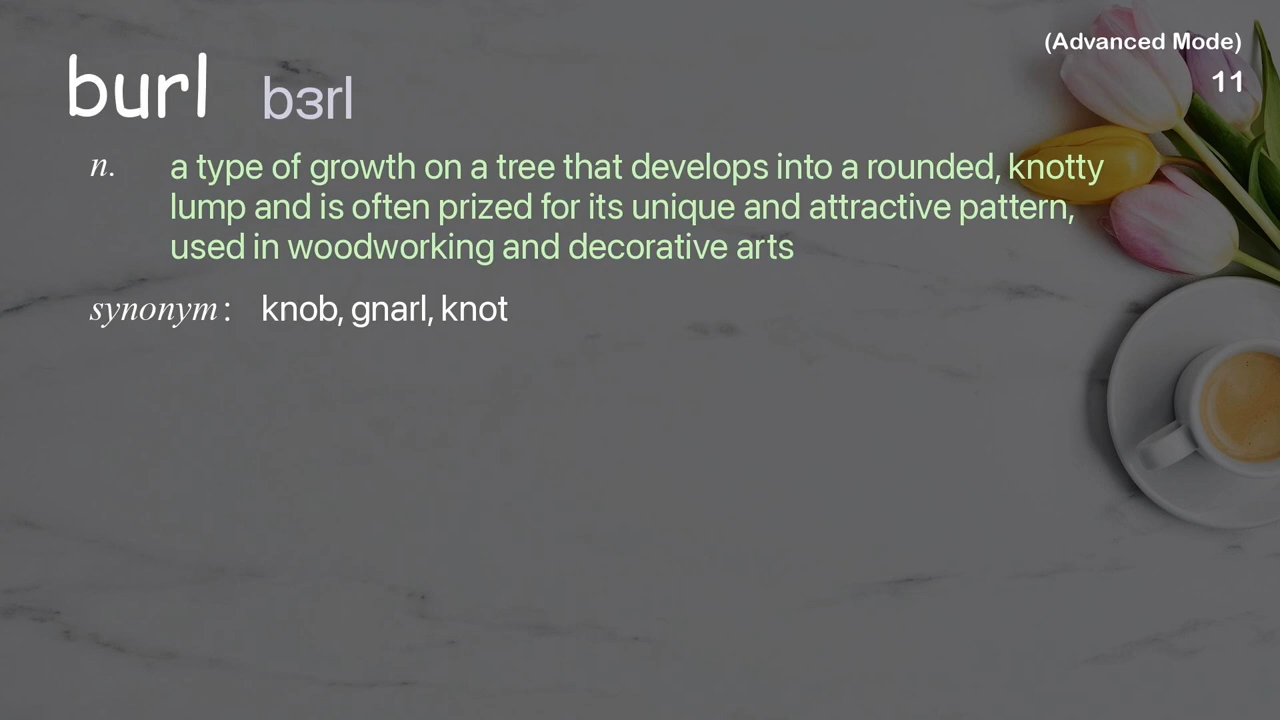 (Advanced Mode)
11
burl bɜrl
n. a type of growth on a tree that develops into a rounded, knotty
lump and is often prized for its unique and attractive pattern,
used in woodworking and decorative arts
synonym: knob, gnarl, knot